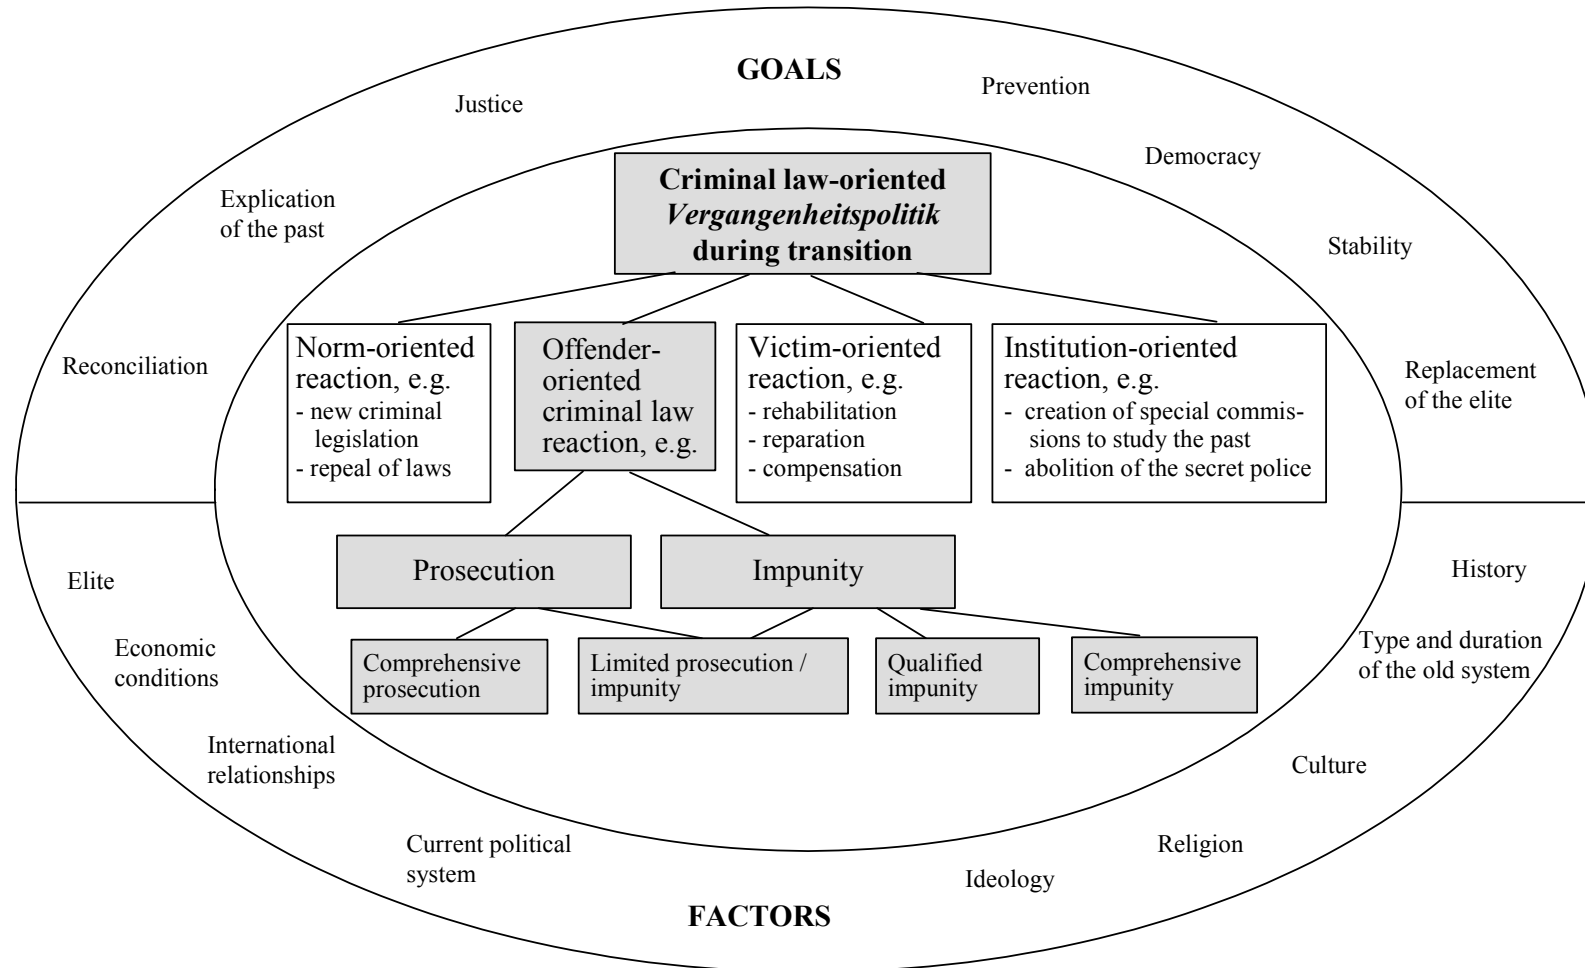 GOALS
Justice
Prevention
Democracy
Explication
of the past
Stability
Reconciliation
Replacement
of the elite
Criminal law-oriented
Vergangenheitspolitik
during transition
Norm-oriented
reaction, e.g.
- new criminal
legislation
- repeal of laws
Offender-
oriented
criminal law
reaction, e.g.
Victim-oriented
reaction, e.g.
- rehabilitation
- reparation
- compensation
Institution-oriented
reaction, e.g.
- creation of special commis-
sions to study the past
- abolition of the secret police
Prosecution
Impunity
Comprehensive
prosecution
Limited prosecution /
impunity
Qualified
impunity
Comprehensive
impunity
Elite
History
Economic
conditions
Type and duration
of the old system
International
relationships
Culture
Current political
system
Religion
Ideology
FACTORS